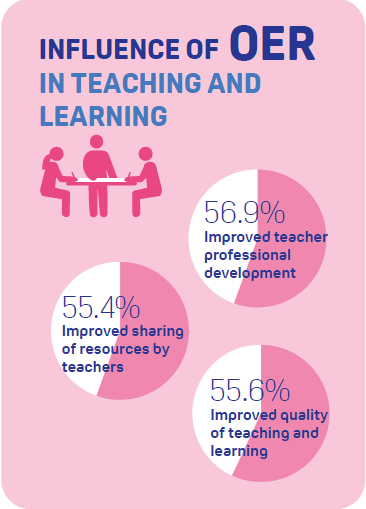 INFLUENCE OF OER
IN TEACHING AND
LEARNING
56.9%
Improved teacher
professional
development
55.4%
Improved sharing
of resources by
teachers
55.6%
Improved quality
of teaching and
learning